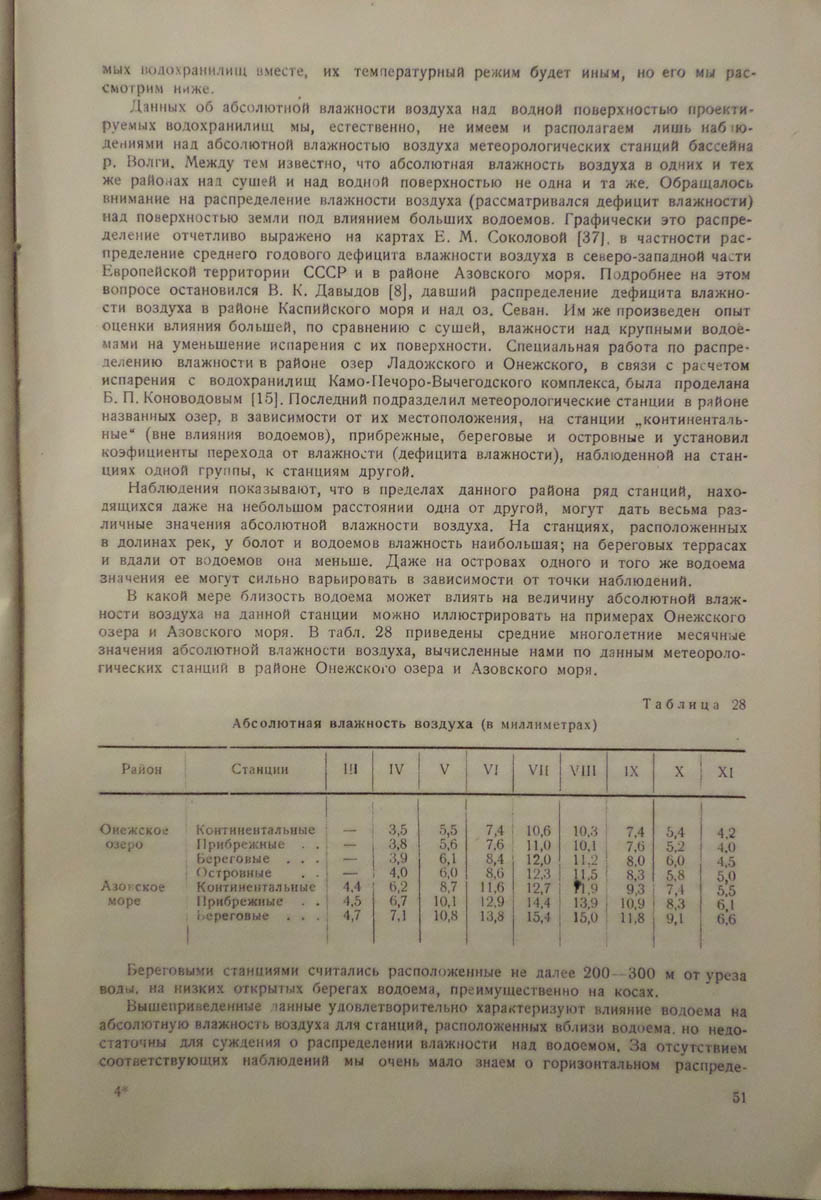 мых водохранилищ вместе, их температурный режим будет иным, но его мы рас-
смотрим ниже.
Данных об абсолютной влажности воздуха над водной поверхностью проекти-
руемых водохранилищ мы, естественно, не имеем и располагаем лишь наблю-
дениями над абсолютной влажностью воздуха метеорологических станций бассейна
р. Волги. Между тем известно, что абсолютная влажность воздуха в одних и тех
же районах над сушей и над водной поверхностью не одна и та же. Обращалось
внимание на распределение влажности воздуха (рассматривался дефицит влажности)
над поверхностью земли под влиянием больших водоемов. Графически это распре-
деление отчетливо выражено на картах Е. М. Соколовой [37], в частности рас-
пределение среднего годового дефицита влажности воздуха в северо-западной части
Европейской территории СССР и в районе Азовского моря. Подробнее на этом
вопросе остановился В. К. Давыдов [8], давший распределение дефицита влажно-
сти воздуха в районе Каспийского моря и над оз. Севан. Им же произведен опыт
оценки влияния большей, по сравнению с сушей, влажности над крупными водоё-
мами на уменьшение испарения с их поверхности. Специальная работа по распре-
делению влажности в районе озер Ладожского и Онежского, в связи с расчетом
испарения с водохранилищ Камо-Печоро-Вычегодского комплекса, была проделана
Б. П. Коноводовым [15]. Последний подразделил метеорологические станции в районе
названных озер, в зависимости от их местоположения, на станции „континенталь-
ные“ (вне влияния водоемов), прибрежные, береговые и островные и установил
коэфициенты перехода от влажности (дефицита влажности), наблюденной на стан-
циях одной группы, к станциям другой.
Наблюдения показывают, что в пределах данного района ряд станций, нахо-
дящихся даже на небольшом расстоянии одна от другой, могут дать весьма раз-
личные значения абсолютной влажности воздуха. На станциях, расположенных
в долинах рек, у болот и водоемов влажность наибольшая; на береговых террасах
и вдали от водоемов она меньше. Даже на островах одного и того же водоема
значения ее могут сильно варьировать в зависимости от точки наблюдений.
В какой мере близость водоема может влиять на величину абсолютной влаж-
ности воздуха на данной станции можно иллюстрировать на примерах Онежского
озера и Азовского моря. В табл. 28 приведены средние многолетние месячные
значения абсолютной влажности воздуха, вычисленные нами по данным метеороло-
гических станций в районе Онежского озера и Азовского моря.
Таблица 28
Абсолютная влажность воздуха (в миллиметрах)
Район Станции III IV V VI VII VIII IX X XI
Онежское Континентальные — 3,5 5,5 7,4 10,6 10,3 7,4 5,4 4,2
озеро Прибрежные . . — 3,8 5,6 7,6 11,0 10,1 7,6 5,2 4,0
Береговые . . . — 3,9 6,1 8,4 12,0 11,2 8,0 6,0 4,5
Островные . . — 4,0 6,0 8,6 12,3 11,5 8,3 5,8 5,0
Азовское Континентальные 4,4 6,2 8,7 11,6 12,7 11,9 9,3 7,4 5,5
море Прибрежные . . 4,5 6,7 10,1 12,9 14,4 13,9 10,9 8,3 6,1
Береговые . . . 4,7 7,1 10,8 13,8 15,4 15,0 11,8 9,1 6,6
Береговыми станциями считались расположенные не далее 200—300 м от уреза
воды, на низких открытых берегах водоема, преимущественно на косах.
Вышеприведенные данные удовлетворительно характеризуют влияние водоема на
абсолютную влажность воздуха для станций, расположенных вблизи водоема, но недо-
статочны для суждения о распределении влажности над водоемом. За отсутствием
соответствующих наблюдений мы очень мало знаем о горизонтальном распреде-
4*
51